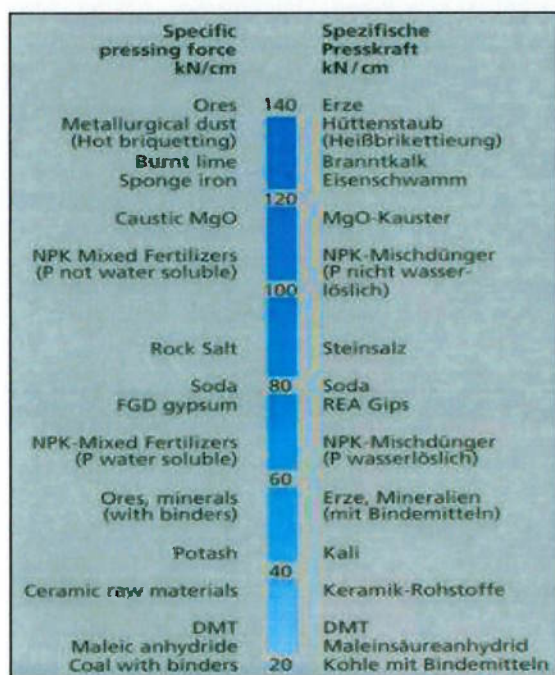 Specific Spezifische
pressing force Presskraft
kN/cm kN/cm
Ores 140 Erze
Metallurgical dust Hüttenstaub
(Hot briquetting) (Heißbrikettieung)
Burnt lime Branntkalk
Sponge iron Eisenschwamm
120
Caustic MgO MgO-Kauster
NPK Mixed Fertilizers NPK-Mischdünger
(P not water soluble) (P nicht wasser-
100 löslich)
Rock Salt Steinsalz
Soda 80 Soda
FGD gypsum REA Gips
NPK-Mixed Fertilizers NPK-Mischdünger
(P water soluble) (P wasserlöslich)
60
Ores, minerals Erze, Mineralien
(with binders) (mit Bindemitteln)
Potash Kali
40
Ceramic raw materials Keramik-Rohstoffe
DMT DMT
Maleic anhydride Maleinsäureanhydrid
Coal with binders 20 Kohle mit Bindemitteln